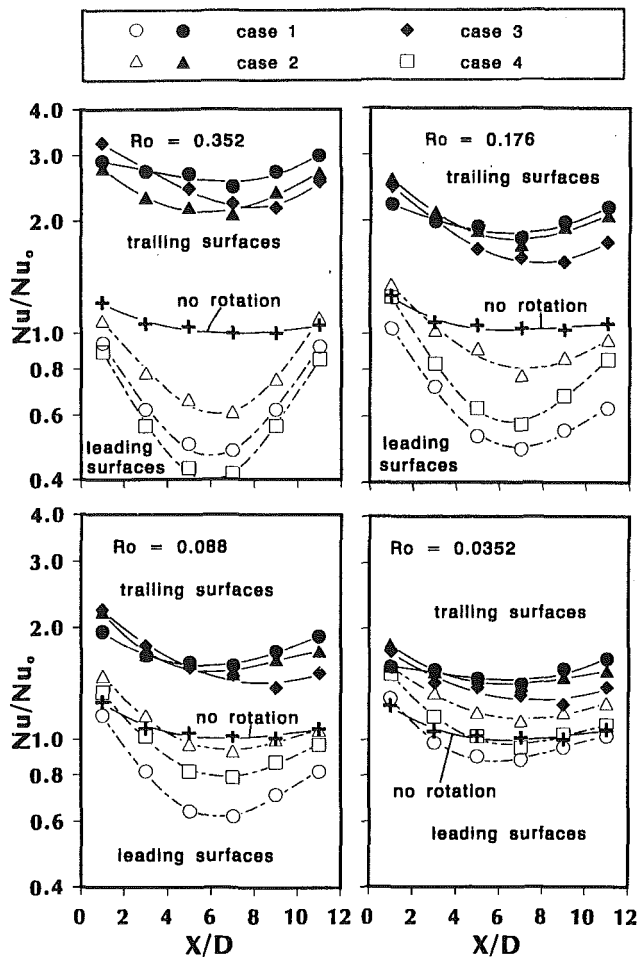 case 1
case 3
case 2
case 4
4.0
3.0
2.0
1.0
0.8
0.6
0.4
Nu/Nuₒ
Ro = 0.352
trailing surfaces
no rotation
leading
surfaces
Ro = 0.176
trailing surfaces
no rotation
leading
surfaces
4.0
3.0
2.0
1.0
0.8
0.6
0.4
Nu/Nuₒ
Ro = 0.088
trailing surfaces
no rotation
leading surfaces
0 2 4 6 8 10 12
X/D
Ro = 0.0352
trailing surfaces
no rotation
leading surfaces
0 2 4 6 8 10 12
X/D